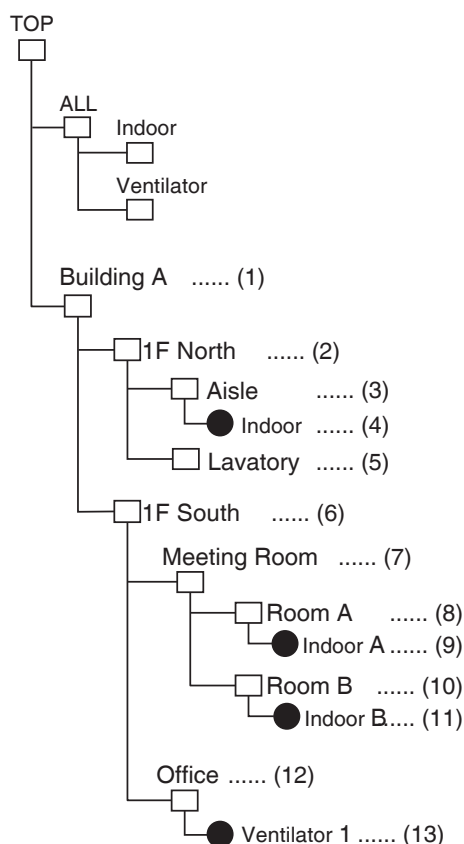 TOP
ALL
Indoor
Ventilator
Building A ...... (1)
1F North ...... (2)
Aisle ...... (3)
Indoor ...... (4)
Lavatory ...... (5)
1F South ...... (6)
Meeting Room ...... (7)
Room A ...... (8)
Indoor A ...... (9)
Room B ...... (10)
Indoor B ...... (11)
Office ...... (12)
Ventilator 1 ...... (13)